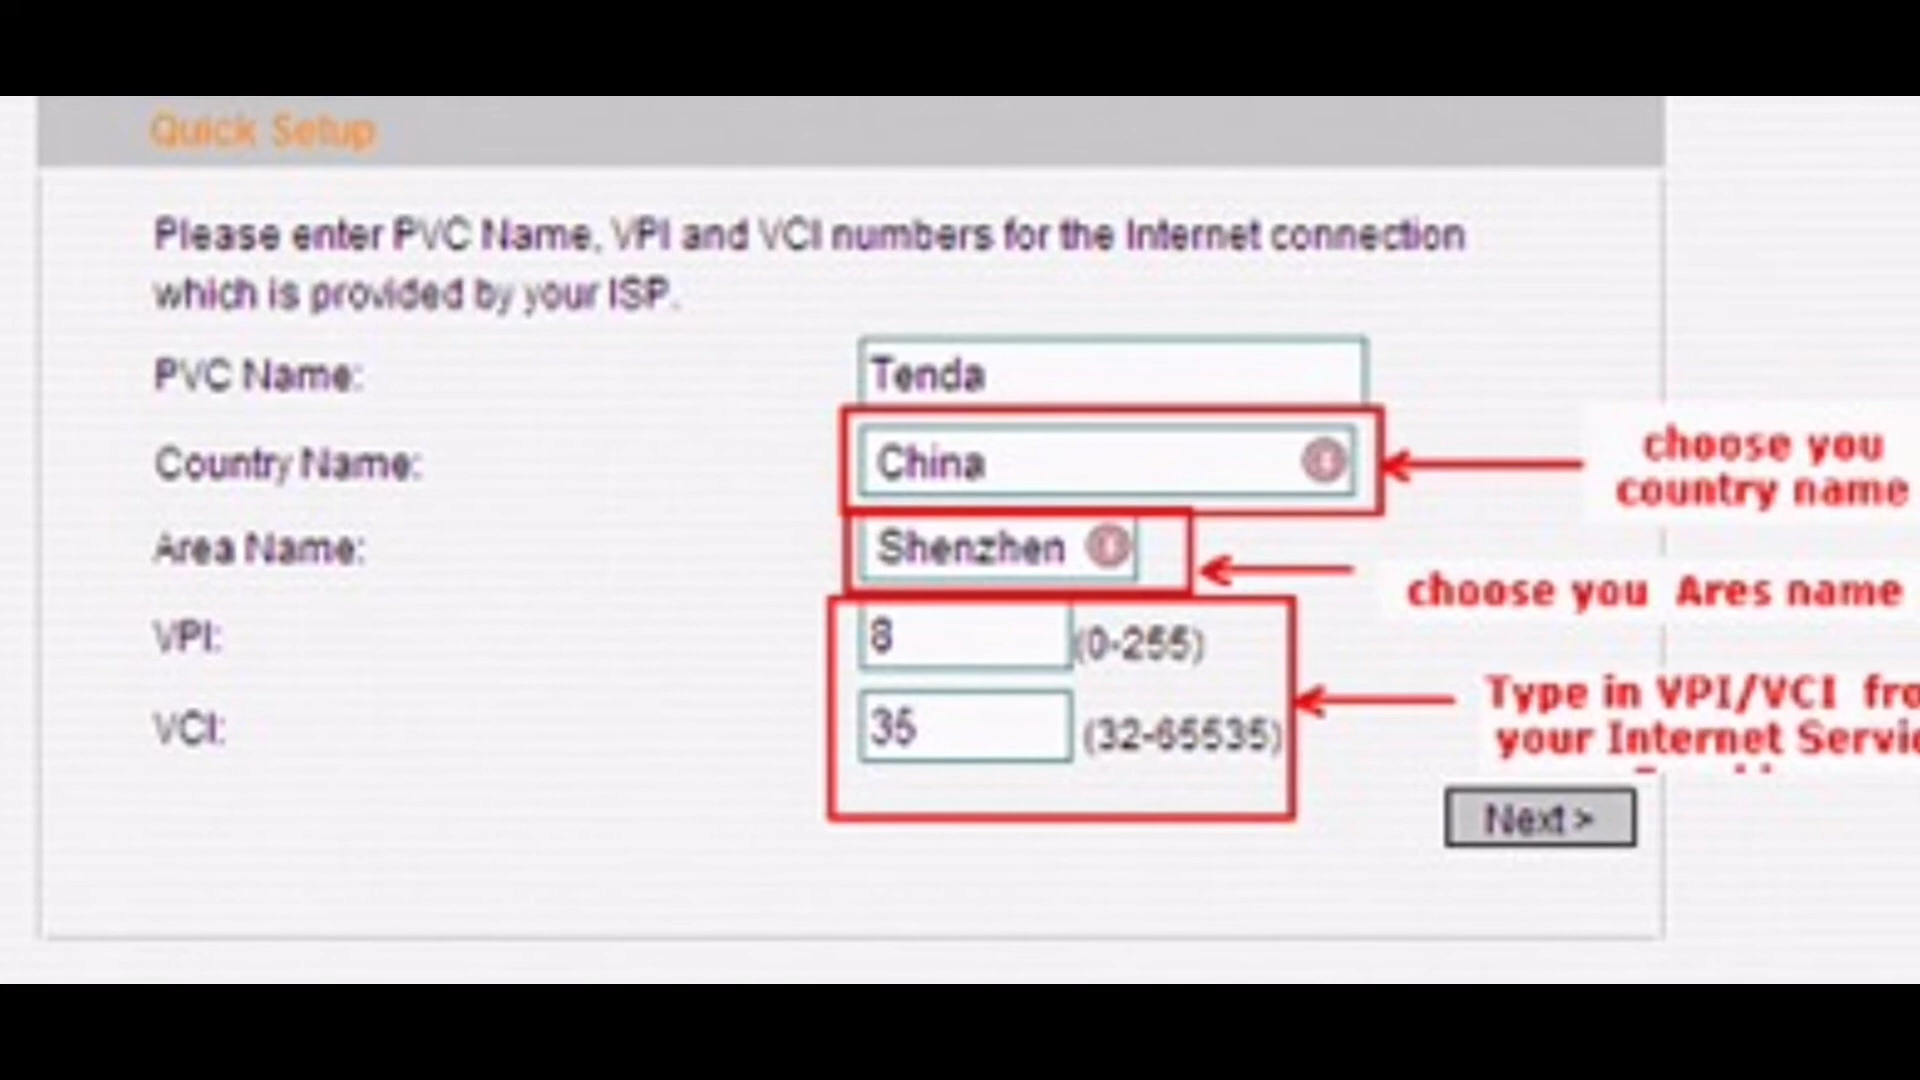 Quick Setup
Please enter PVC Name, VPI and VCI numbers for the Internet connection
which is provided by your ISP.
PVC Name: Tenda
Country Name: China
choose you
country name
Area Name: Shenzhen
choose you Ares name
VPI: 8 (0-255)
Type in VPI/VCI fro
your Internet Servic
VCI: 35 (32-65535)
Next >